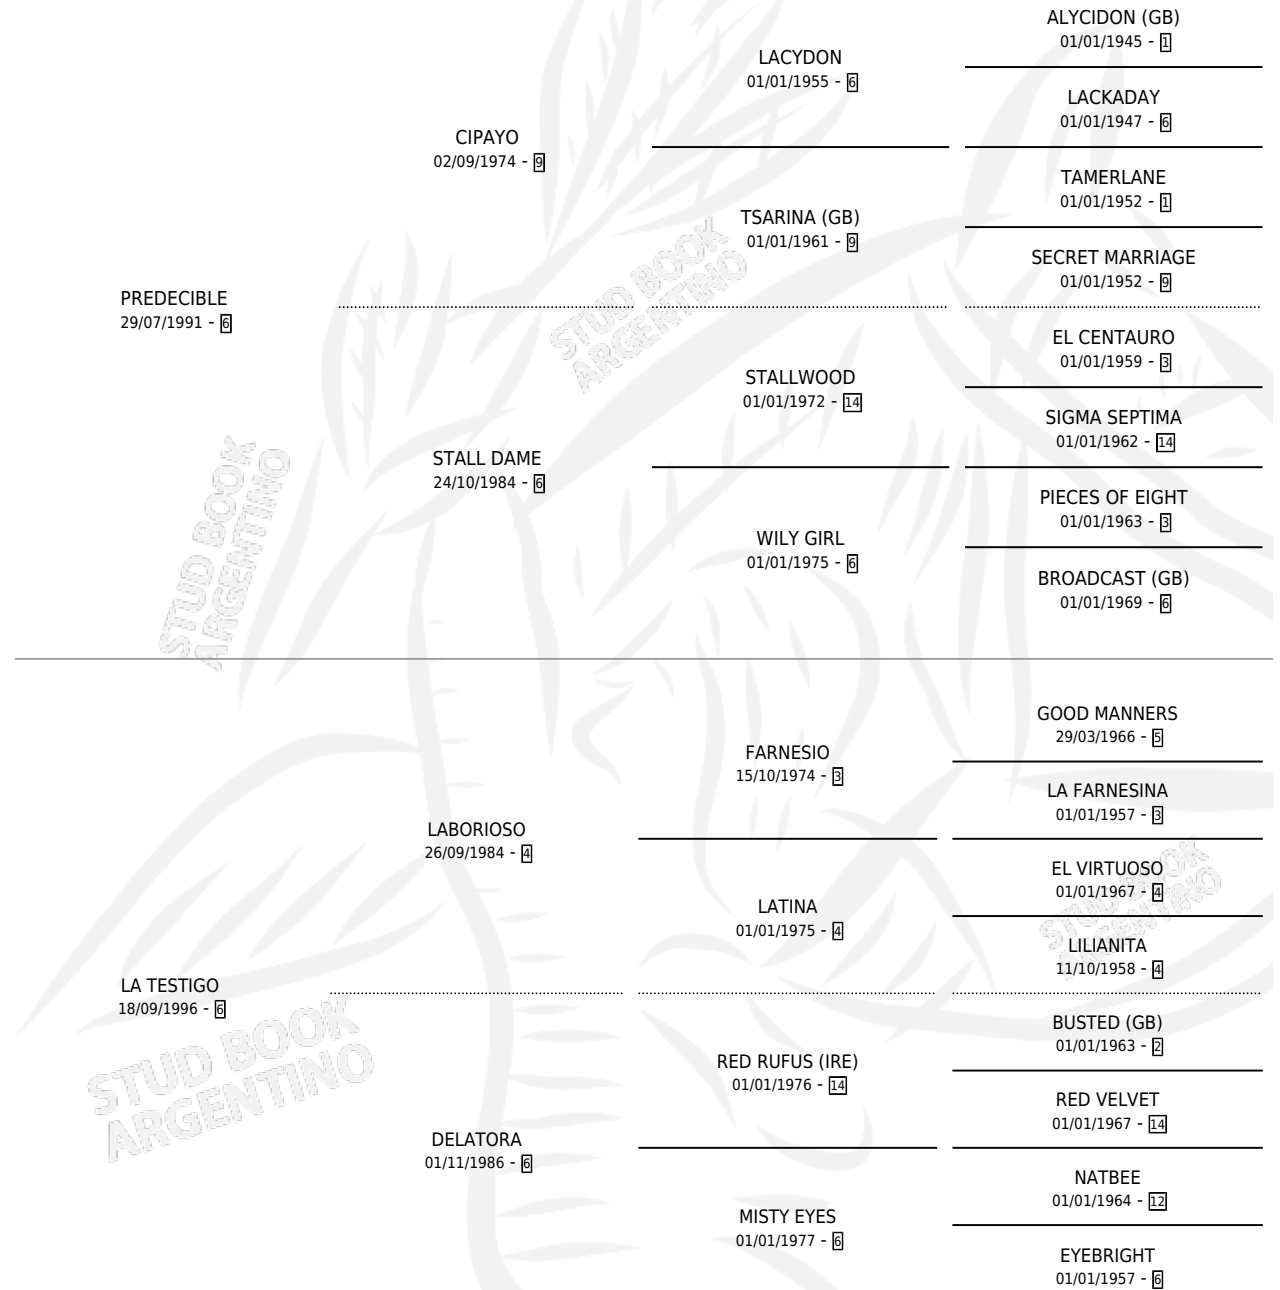 ALYCIDON (GB)
01/01/1945 - 1
LACYDON
01/01/1955 - 6
LACKADAY
01/01/1947 - 6
CIPAYO
02/09/1974 - 9
TAMERLANE
01/01/1952 - 1
TSARINA (GB)
01/01/1961 - 9
SECRET MARRIAGE
01/01/1952 - 9
PREDECIBLE
29/07/1991 - 6
STUD BOOK
ARGENTINO
EL CENTAURO
01/01/1959 - 3
STALLWOOD
01/01/1972 - 14
SIGMA SEPTIMA
01/01/1962 - 14
STALL DAME
24/10/1984 - 6
PIECES OF EIGHT
01/01/1963 - 3
WILY GIRL
01/01/1975 - 6
BROADCAST (GB)
01/01/1969 - 6
STUD BOOK
ARGENTINO
GOOD MANNERS
29/03/1966 - 5
FARNESIO
15/10/1974 - 3
LA FARNESINA
01/01/1957 - 3
LABORIOSO
26/09/1984 - 4
EL VIRTUOSO
01/01/1967 - 4
LATINA
01/01/1975 - 4
STUD BOOK
ARGENTINO
LILIANITA
11/10/1958 - 4
LA TESTIGO
18/09/1996 - 6
STUD BOOK
ARGENTINO
BUSTED (GB)
01/01/1963 - 2
RED RUFUS (IRE)
01/01/1976 - 14
RED VELVET
01/01/1967 - 14
DELATORA
01/11/1986 - 6
NATBEE
01/01/1964 - 12
MISTY EYES
01/01/1977 - 6
EYEBRIGHT
01/01/1957 - 6